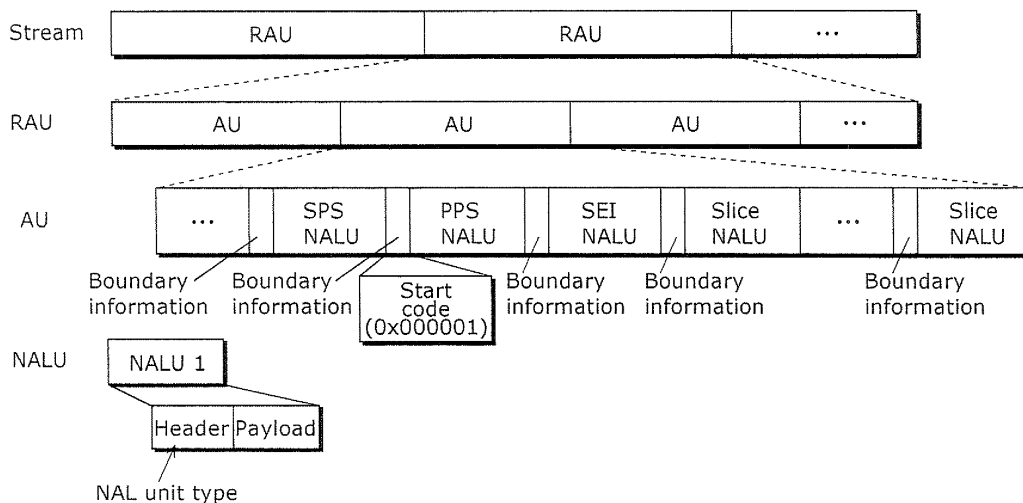 Stream RAU RAU ...
RAU AU AU AU ...
AU ... SPS NALU PPS NALU SEI NALU Slice NALU ... Slice NALU
Boundary information Boundary information Start code (0x000001) Boundary information Boundary information Boundary information
NALU NALU 1
Header Payload
NAL unit type